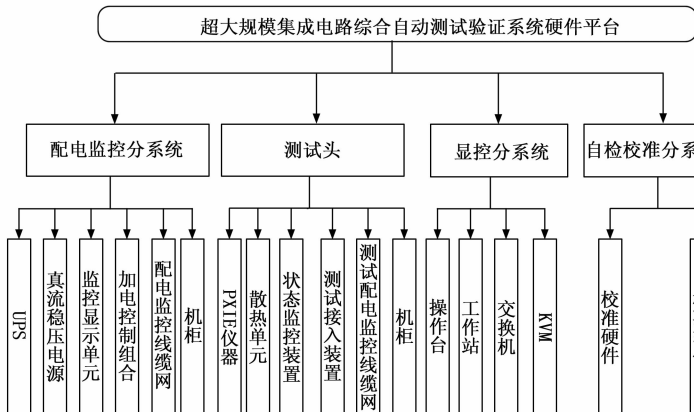 超大规模集成电路综合自动测试验证系统硬件平台
配电监控分系统
测试头
显控分系统
自检校准分系
UPS
真流稳压电源
监控显示单元
加电控制组合
配电监控线缆网
机柜
PXIE仪器
散热单元
状态监控装置
测试接入装置
测试配电监控线缆网
机柜
操作台
工作站
交换机
KVM
校准硬件